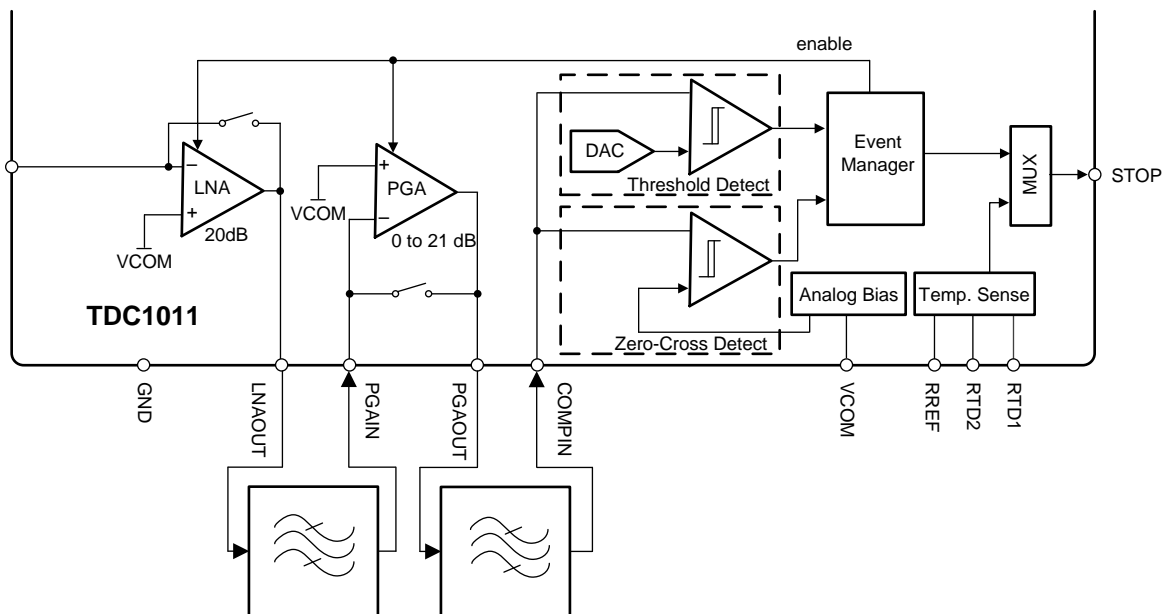 enable
DAC
Threshold Detect
Event
Manager
MUX
STOP
−
LNA
+
20dB
VCOM
+
PGA
−
VCOM
0 to 21 dB
Zero-Cross Detect
Analog Bias
Temp. Sense
TDC1011
GND
LNAOUT
PGAIN
PGAOUT
COMPIN
VCOM
RREF
RTD2
RTD1